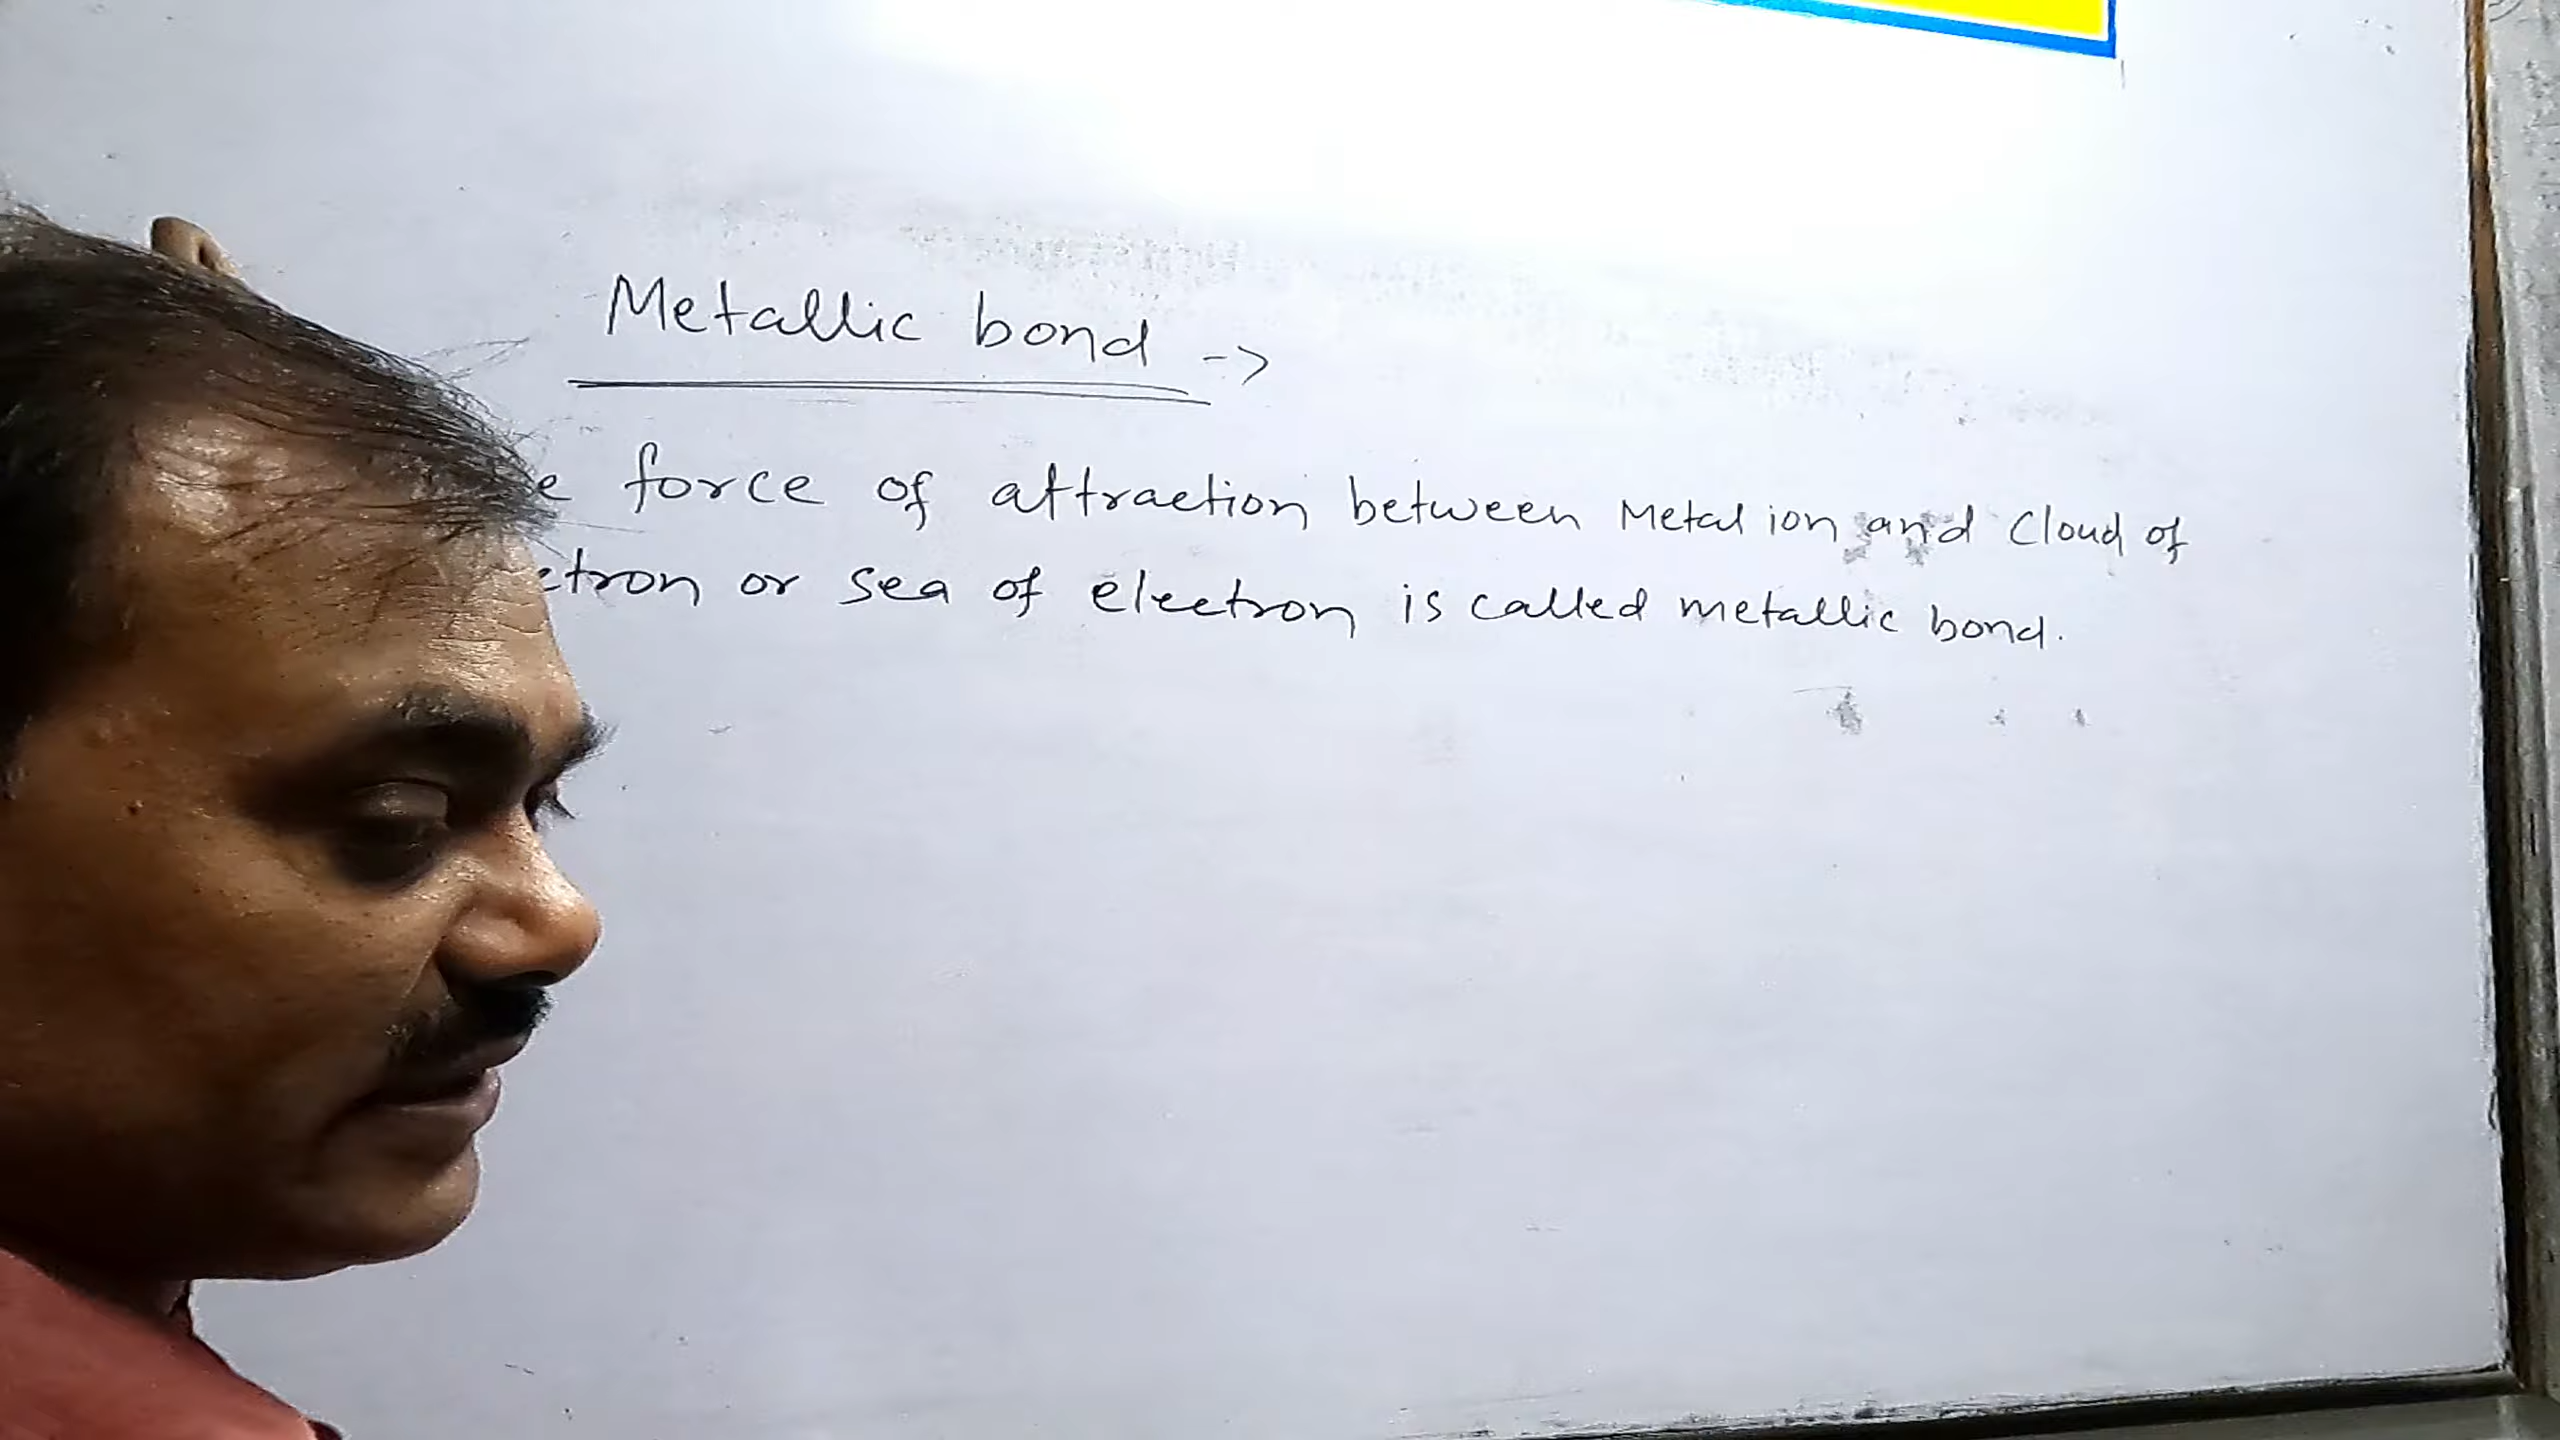 Metallic bond ->
force of attraction between Metal ion and Cloud of
or sea of electron is called metallic bond.